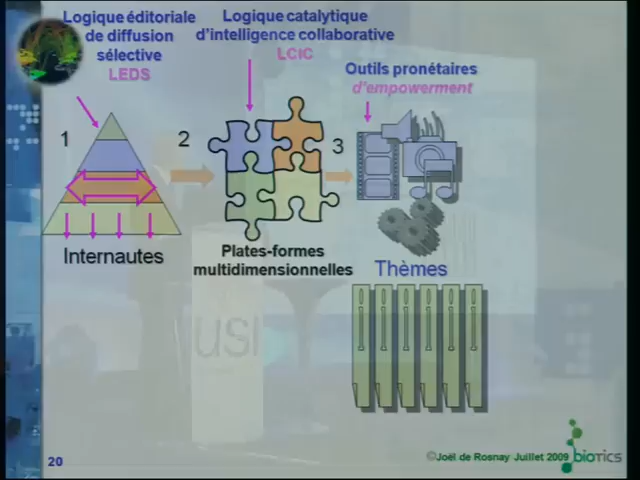 Logique éditoriale
de diffusion
sélective
LEDS
Logique catalytique
d'intelligence collaborative
LCIC
Outils pronétaires
d'empowerment
1
2
3
Internautes
Plates-formes
multidimensionnelles
Thèmes
usi
20
©Joël de Rosnay Juillet 2009
biotics